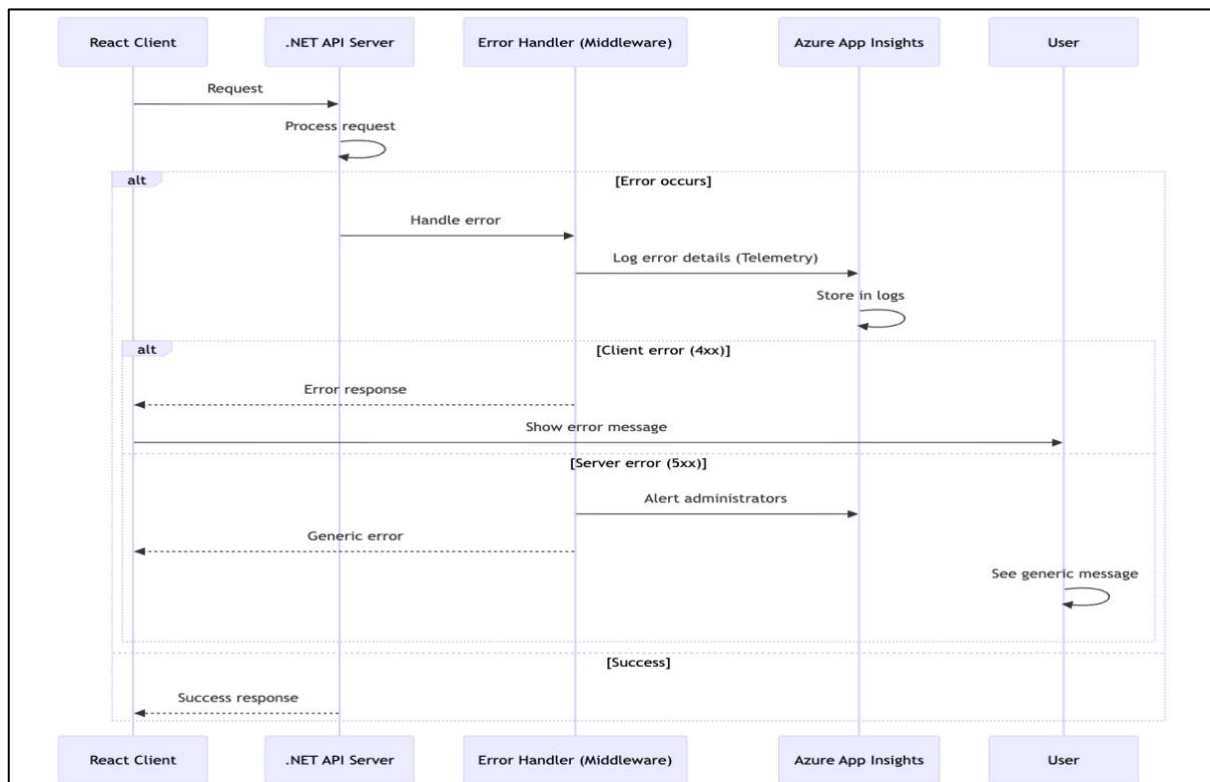 React Client
.NET API Server
Error Handler (Middleware)
Azure App Insights
User
Request
Process request
alt
[Error occurs]
Handle error
Log error details (Telemetry)
Store in logs
alt
[Client error (4xx)]
Error response
Show error message
[Server error (5xx)]
Alert administrators
Generic error
See generic message
[Success]
Success response
React Client
.NET API Server
Error Handler (Middleware)
Azure App Insights
User